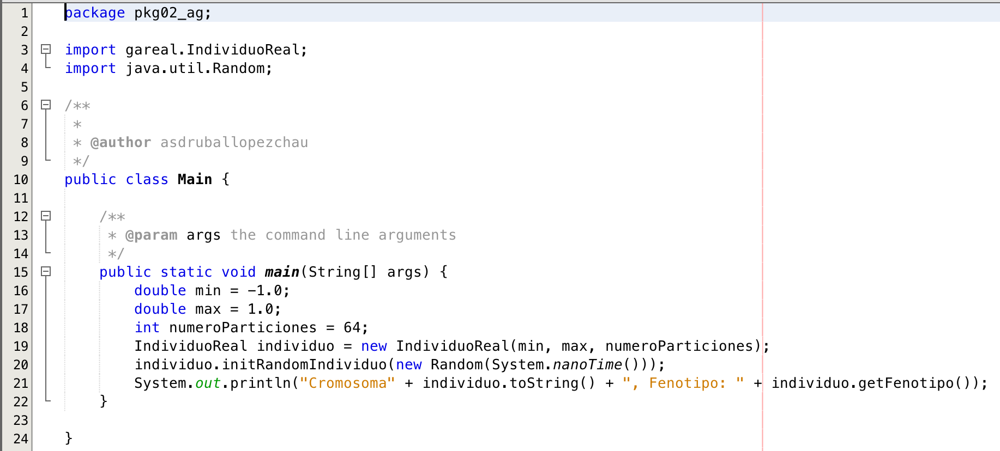 1 package pkg02_ag;
2
3 import gareal.IndividuoReal;
4 import java.util.Random;
5
6 /**
7  *
8  * @author asdruballopezchau
9  */
10 public class Main {
11
12     /**
13      * @param args the command line arguments
14      */
15     public static void main(String[] args) {
16         double min = -1.0;
17         double max = 1.0;
18         int numeroParticiones = 64;
19         IndividuoReal individuo = new IndividuoReal(min, max, numeroParticiones);
20         individuo.initRandomIndividuo(new Random(System.nanoTime()));
21         System.out.println("Cromosoma" + individuo.toString() + ", Fenotipo: " + individuo.getFenotipo());
22     }
23
24 }